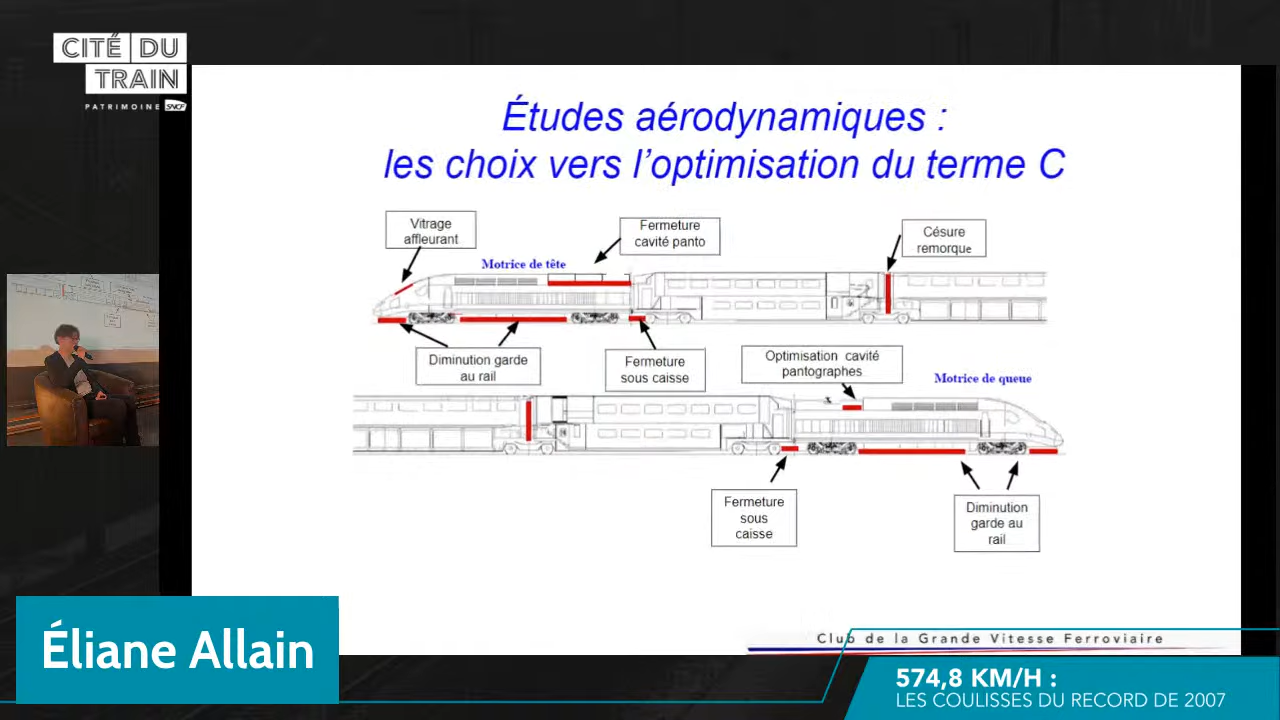 CITÉ DU
TRAIN
PATRIMOINE SNCF
Études aérodynamiques :
les choix vers l'optimisation du terme C
Vitrage
affleurant
Fermeture
cavité panto
Césure
remorque
Motrice de tête
Diminution garde
au rail
Fermeture
sous caisse
Optimisation cavité
pantographes
Motrice de queue
Fermeture
sous
caisse
Diminution
garde au
rail
Club de la Grande Vitesse Ferroviaire
Éliane Allain
574,8 KM/H :
LES COULISSES DU RECORD DE 2007